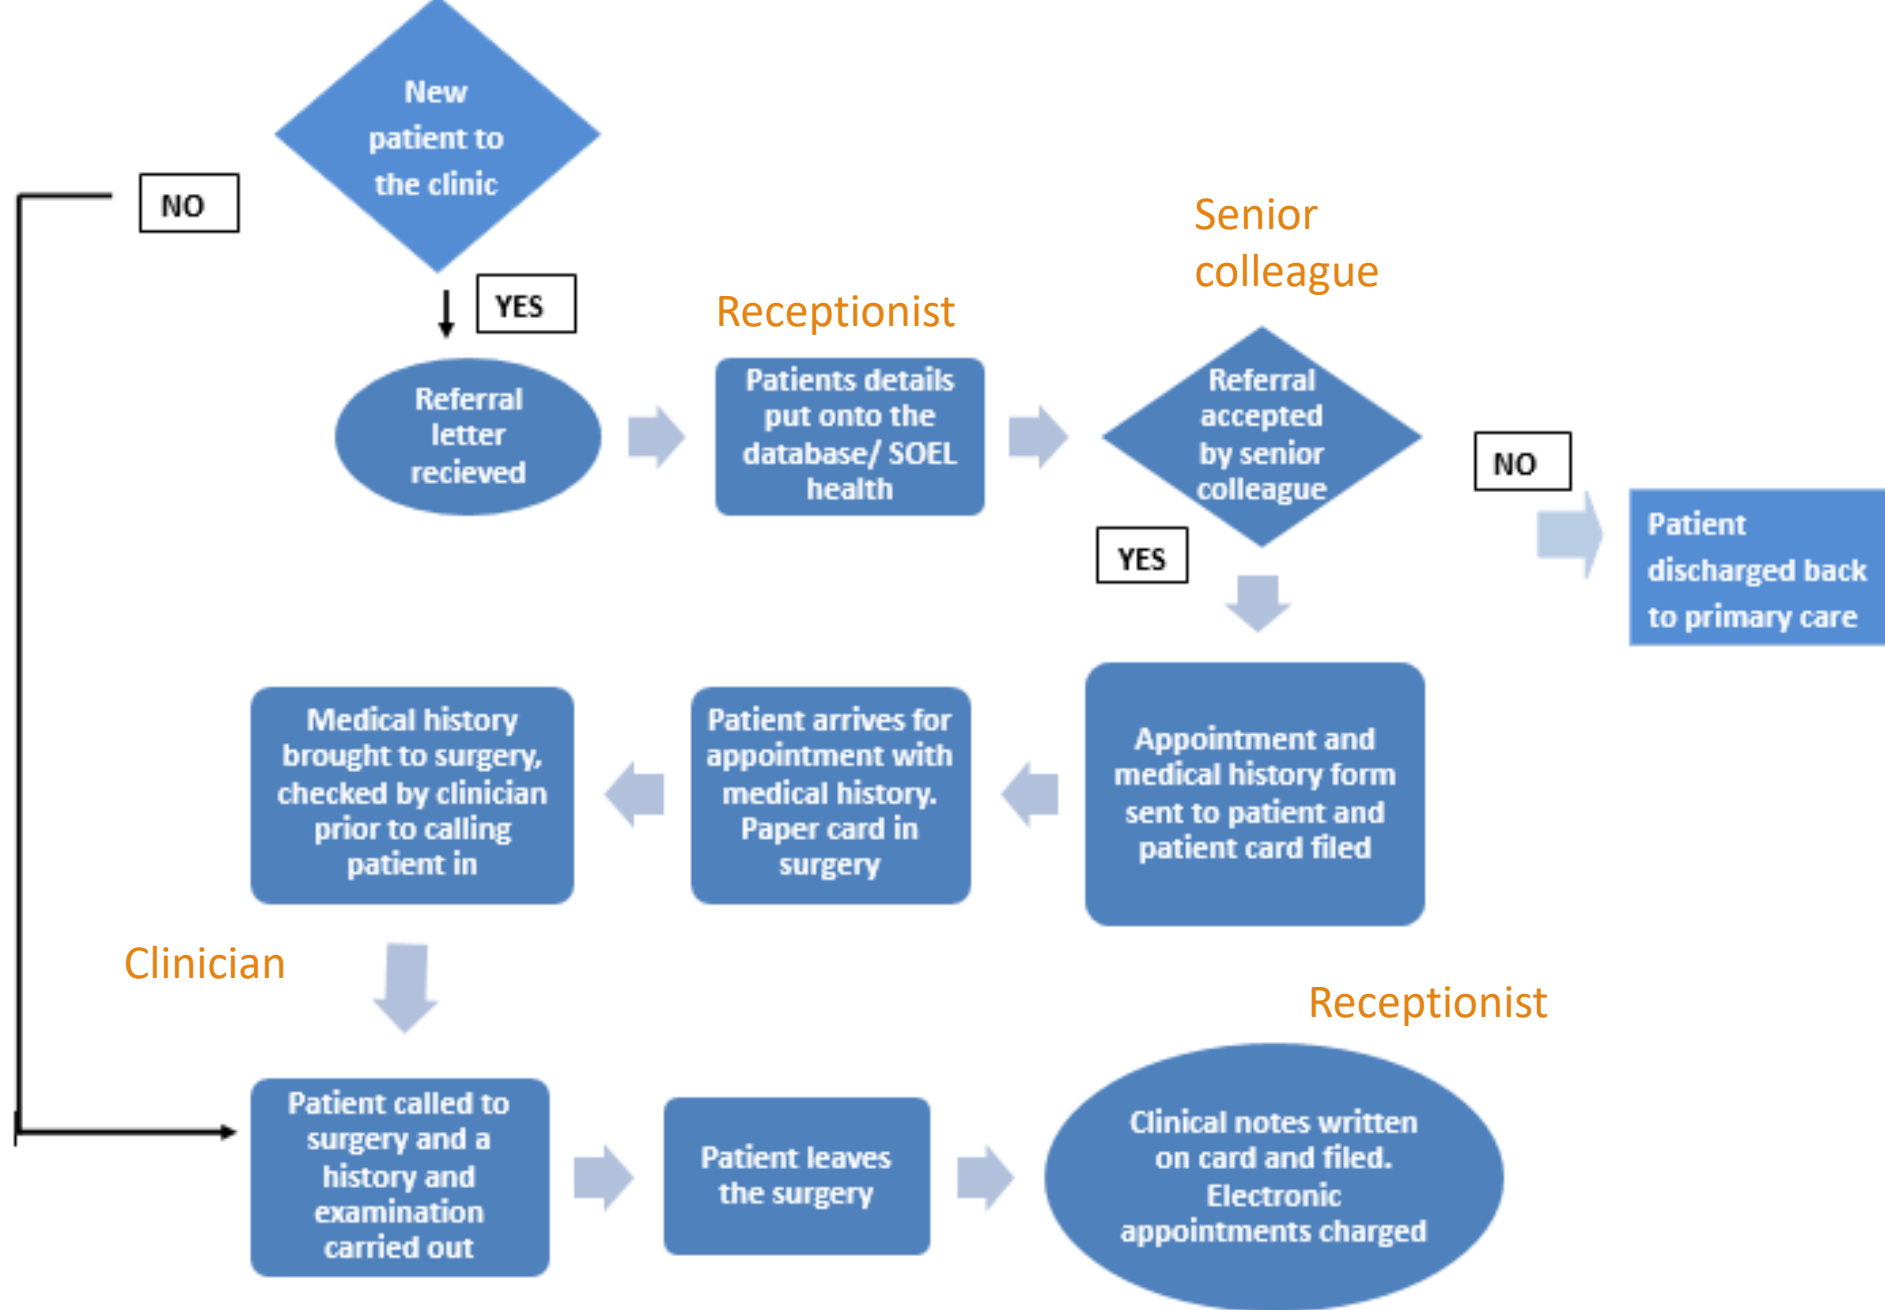 New
patient to
the clinic
NO
YES
Receptionist
Senior
colleague
Referral
letter
recieved
Patients details
put onto the
database/ SOEL
health
Referral
accepted
by senior
colleague
NO
YES
Patient
discharged back
to primary care
Appointment and
medical history form
sent to patient and
patient card filed
Patient arrives for
appointment with
medical history.
Paper card in
surgery
Medical history
brought to surgery,
checked by clinician
prior to calling
patient in
Clinician
Patient called to
surgery and a
history and
examination
carried out
Patient leaves
the surgery
Receptionist
Clinical notes written
on card and filed.
Electronic
appointments charged